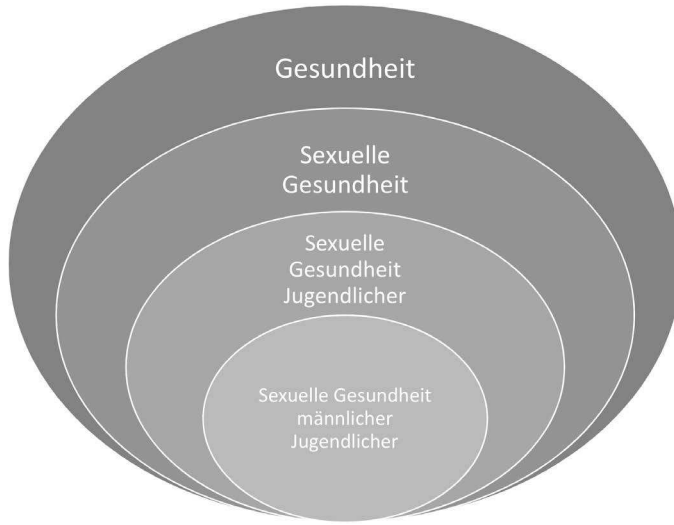 Gesundheit
Sexuelle
Gesundheit
Sexuelle
Gesundheit
Jugendlicher
Sexuelle Gesundheit
männlicher
Jugendlicher